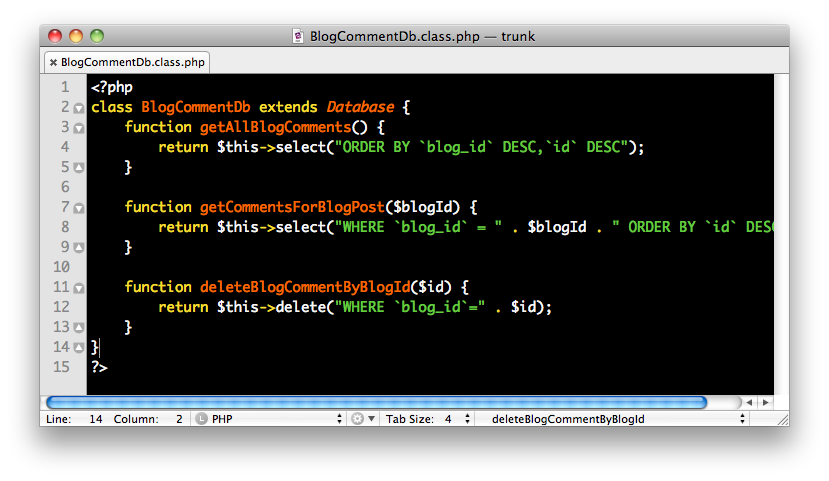 BlogCommentDb.class.php — trunk
BlogCommentDb.class.php
1 <?php
2 class BlogCommentDb extends Database {
3 function getAllBlogComments() {
4 return $this->select("ORDER BY `blog_id` DESC,`id` DESC");
5 }
6
7 function getCommentsForBlogPost($blogId) {
8 return $this->select("WHERE `blog_id` = " . $blogId . " ORDER BY `id` DESC
9 }
10
11 function deleteBlogCommentByBlogId($id) {
12 return $this->delete("WHERE `blog_id`=" . $id);
13 }
14 }
15 ?>
Line: 14 Column: 2 L PHP Tab Size: 4 deleteBlogCommentByBlogId